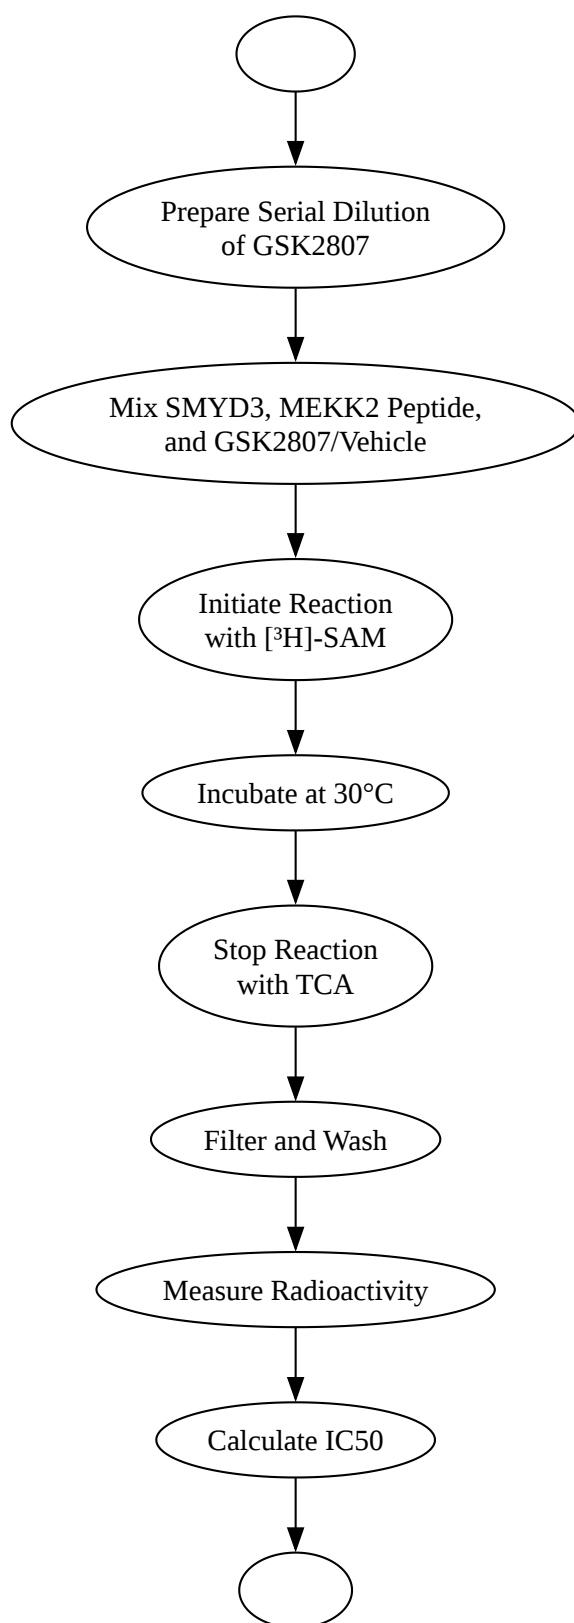 Prepare Serial Dilution
of GSK2807
Mix SMYD3, MEKK2 Peptide,
and GSK2807/Vehicle
Initiate Reaction
with [³H]-SAM
Incubate at 30°C
Stop Reaction
with TCA
Filter and Wash
Measure Radioactivity
Calculate IC50